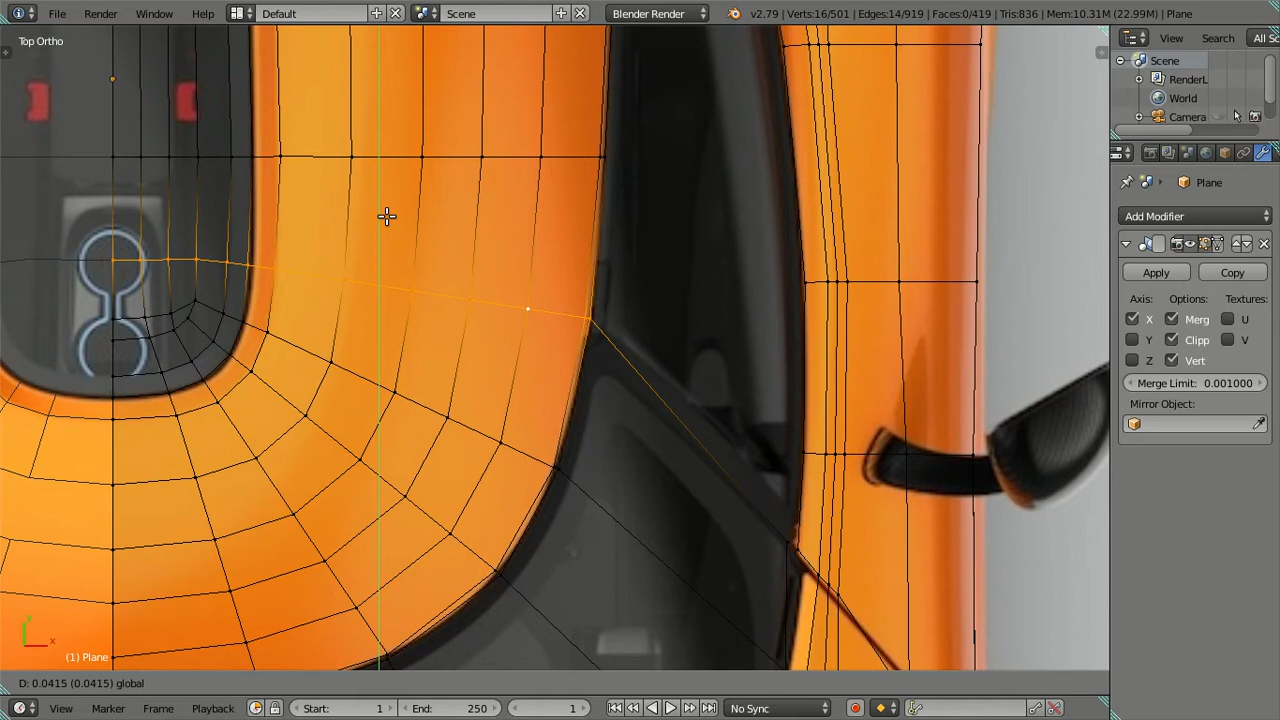 File Render Window Help Default Scene Blender Render v2.79 | Verts:16/501 | Edges:14/919 | Faces:0/419 | Tris:836 | Mem:10.31M (22.99M) | Plane
Top Ortho
View Search All Sc
Scene
RenderL
World
Camera
Plane
Add Modifier
Apply Copy
Axis: Options: Textures:
X Merg U
Y Clipp V
Z Vert
Merge Limit: 0.001000
Mirror Object:
y
x
(1) Plane
D: 0.0415 (0.0415) global
View Marker Frame Playback Start: 1 End: 250 1 No Sync